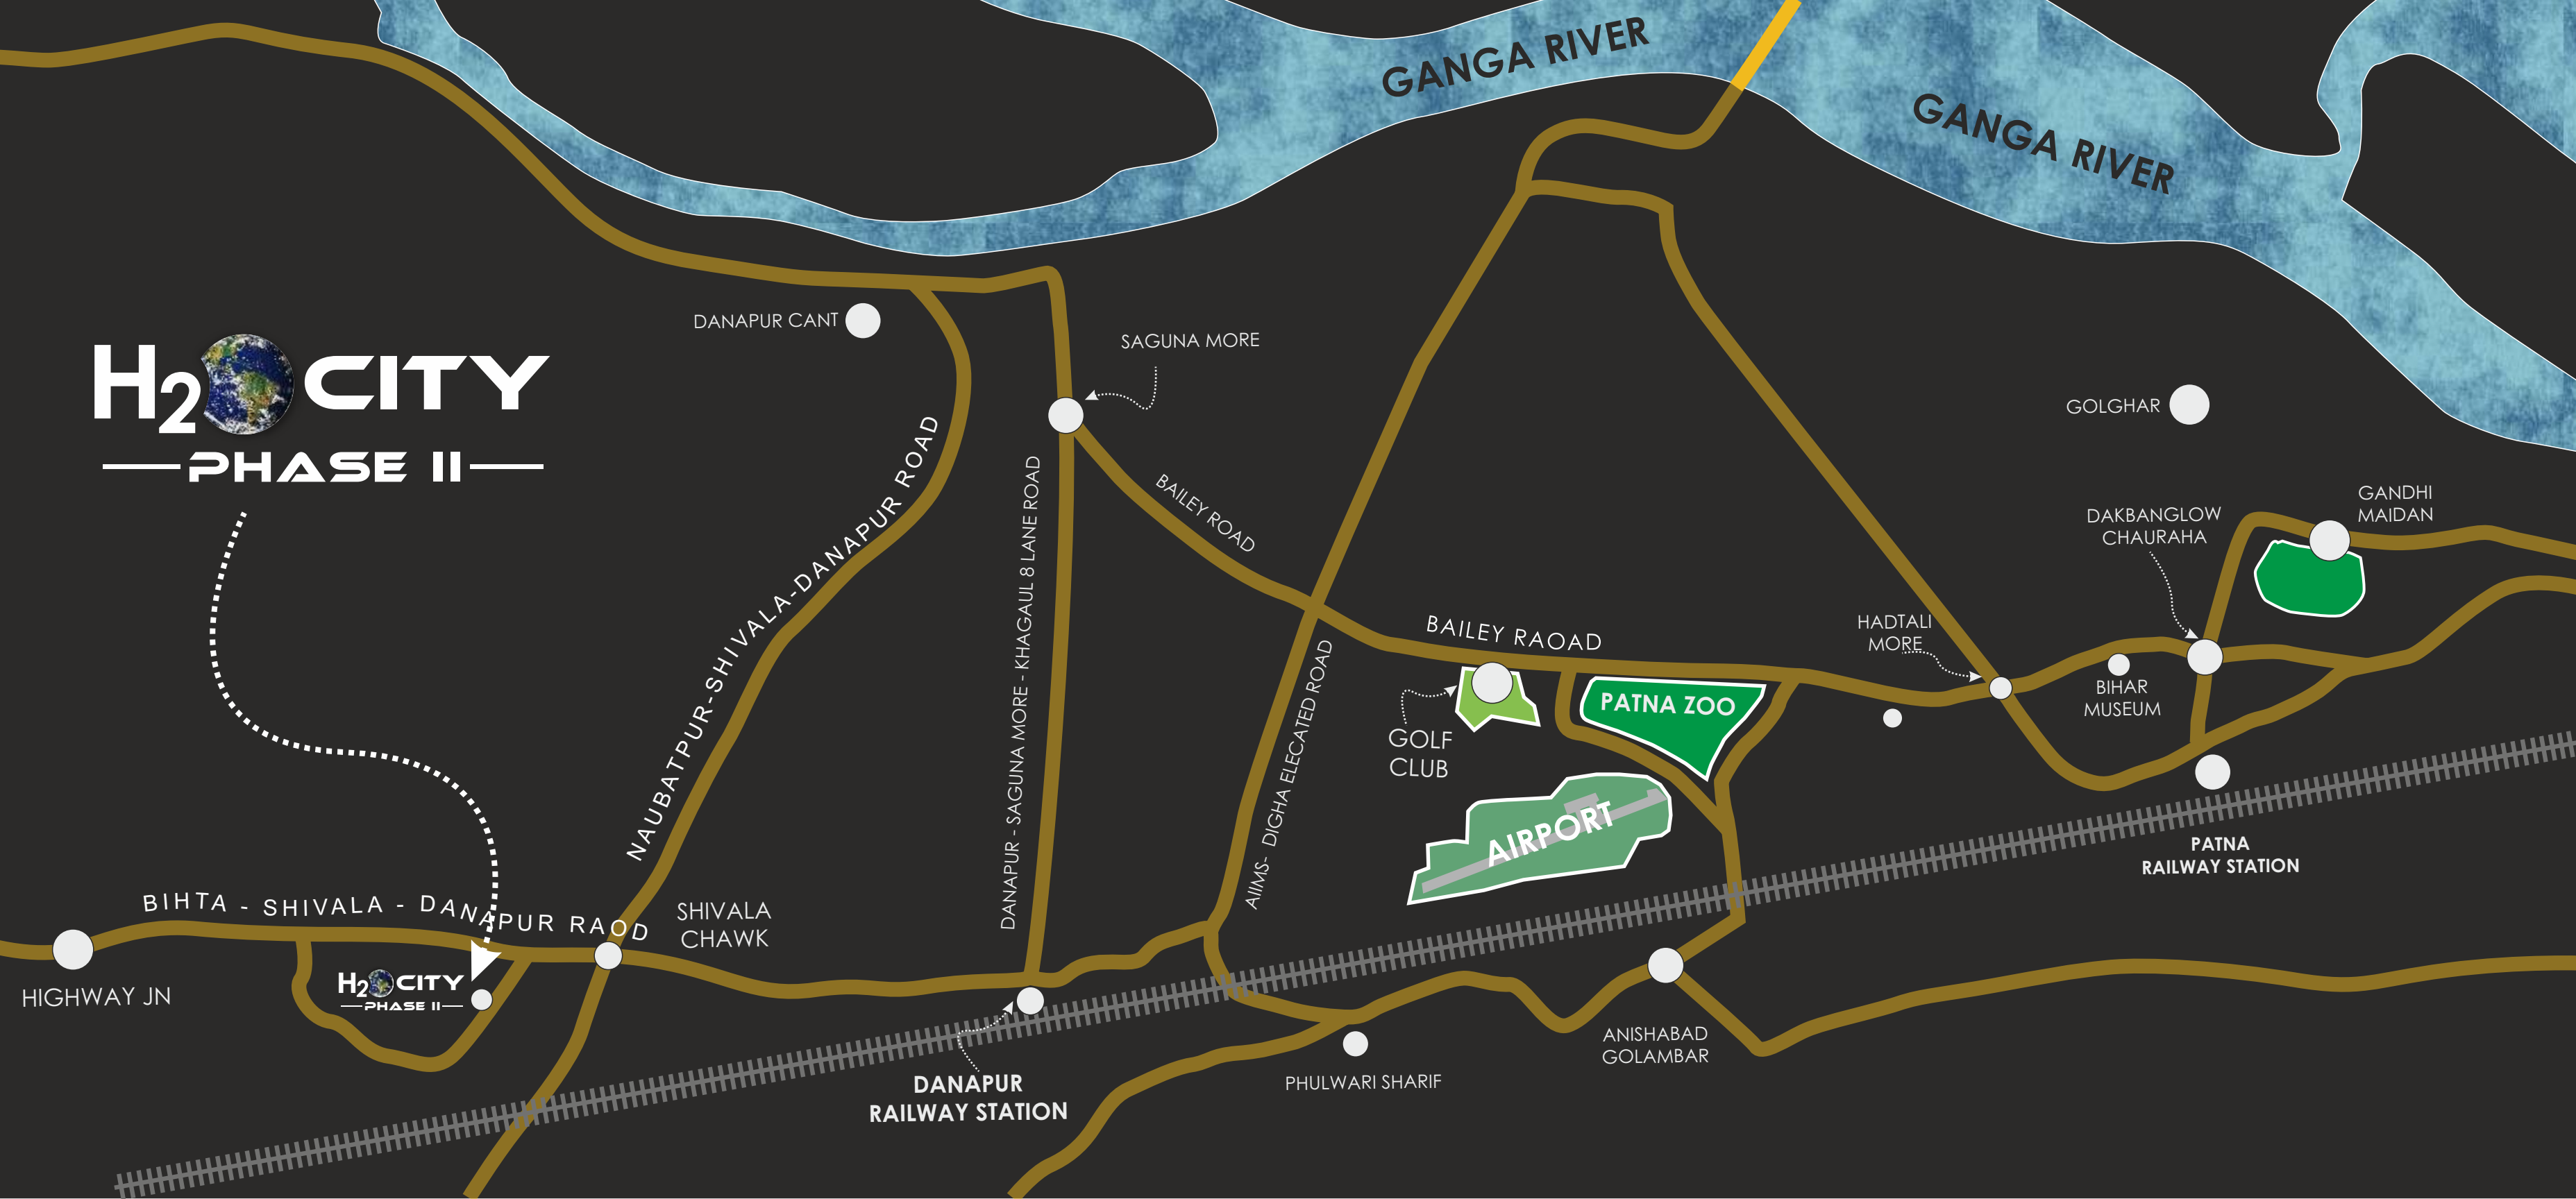 GANGA RIVER
GANGA RIVER
DANAPUR CANT
SAGUNA MORE
H2 CITY
PHASE II
GOLGHAR
NAUBATPUR-SHIVALA-DANAPUR ROAD
DANAPUR - SAGUNA MORE - KHAGAUL 8 LANE ROAD
BAILEY ROAD
GANDHI
MAIDAN
DAKBANGLOW
CHAURAHA
BAILEY RAOAD
HADTALI
MORE
AIIMS- DIGHA ELECATED ROAD
PATNA ZOO
BIHAR
MUSEUM
GOLF
CLUB
AIRPORT
PATNA
RAILWAY STATION
BIHTA - SHIVALA - DANAPUR RAOD
SHIVALA
CHAWK
HIGHWAY JN
H2 CITY
PHASE II
DANAPUR
RAILWAY STATION
PHULWARI SHARIF
ANISHABAD
GOLAMBAR